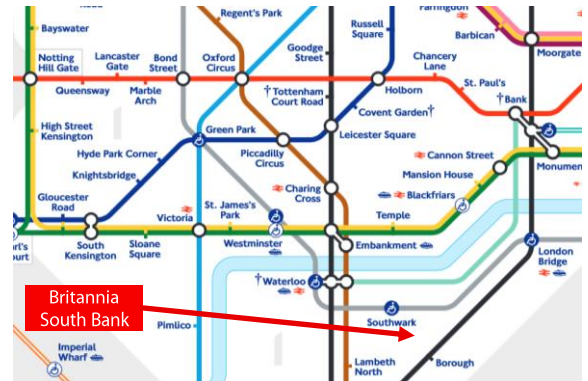 Bayswater
Regent's Park
Goodge
Street
Russell
Square
Farringdon
Barbican
Moorgate
Notting
Hill Gate
Lancaster
Gate
Bond
Street
Oxford
Circus
Queensway
Marble
Arch
†Tottenham
Court Road
Holborn
Chancery
Lane
St. Paul's
†Bank
High Street
Kensington
Green Park
Covent Garden†
Leicester Square
Hyde Park Corner
Knightsbridge
Piccadilly
Circus
Cannon Street
Mansion House
Monument
Gloucester
Road
Victoria
St. James's
Park
Charing
Cross
Blackfriars
Temple
South
Kensington
Sloane
Square
Westminster
Embankment
London
Bridge
†Waterloo
Britannia
South Bank
Southwark
Pimlico
Imperial
Wharf
Lambeth
North
Borough